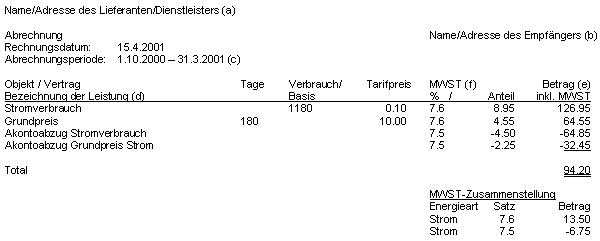 Name/Adresse des Lieferanten/Dienstleisters (a)
Abrechnung Name/Adresse des Empfängers (b)
Rechnungsdatum: 15.4.2001
Abrechnungsperiode: 1.10.2000 – 31.3.2001 (c)
Objekt / Vertrag Tage Verbrauch/ Tarifpreis MWST (f) Betrag (e)
Bezeichnung der Leistung (d) Basis % / Anteil inkl. MWST
Stromverbrauch 1180 0.10 7.6 8.95 126.95
Grundpreis 180 10.00 7.6 4.55 64.55
Akontoabzug Stromverbrauch 7.5 -4.50 -64.85
Akontoabzug Grundpreis Strom 7.5 -2.25 -32.45
Total 94.20
MWST-Zusammenstellung
Energieart Satz Betrag
Strom 7.6 13.50
Strom 7.5 -6.75